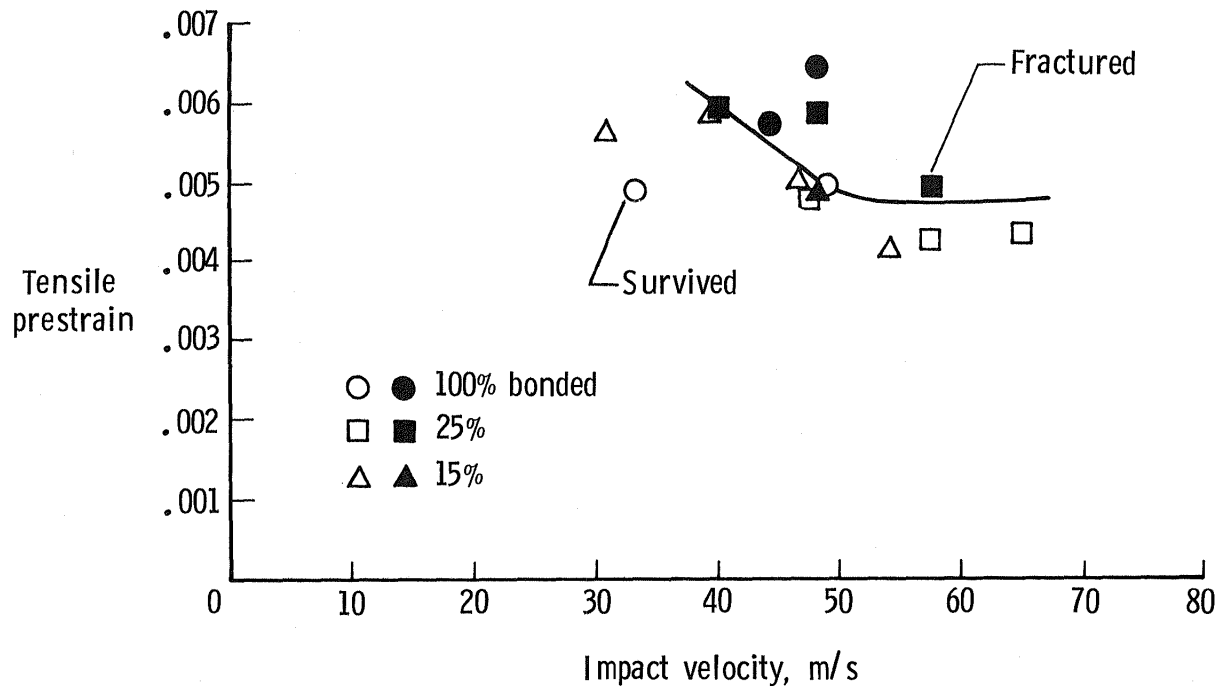 .007
.006
.005
.004
.003
.002
.001
Tensile
prestrain
Fractured
Survived
100% bonded
25%
15%
0 10 20 30 40 50 60 70 80
Impact velocity, m/s